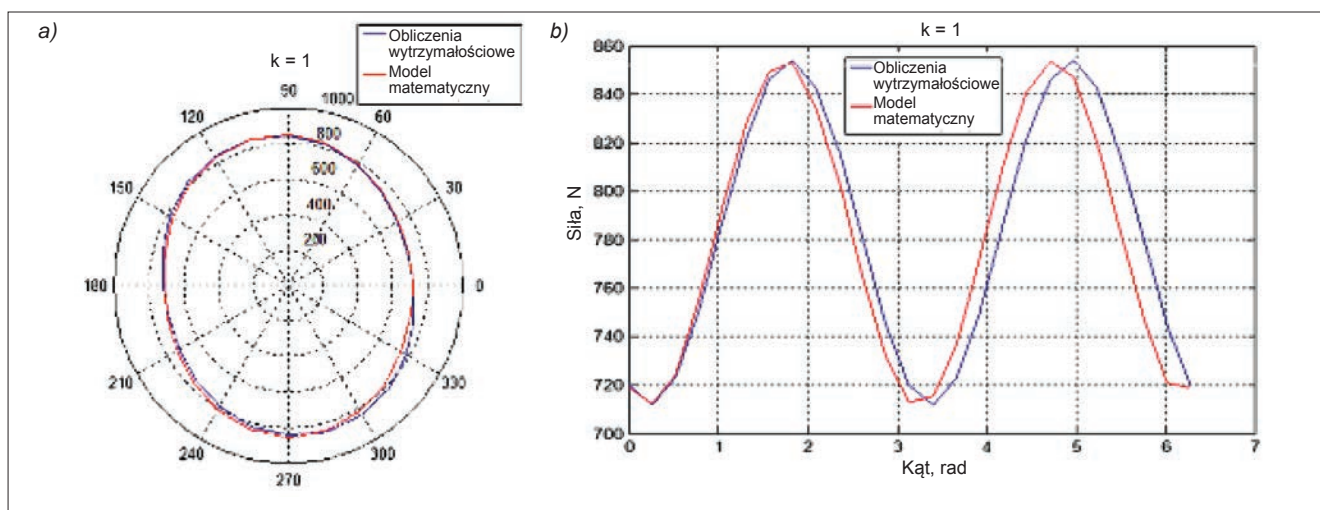 a)
k = 1
Obliczenia
wytrzymałościowe
Model
matematyczny
90
120
60
1000
800
600
400
200
150
30
180
0
210
330
240
300
270
b)
k = 1
Obliczenia
wytrzymałościowe
Model
matematyczny
Siła, N
860
840
820
800
780
760
740
720
700
0
1
2
3
4
5
6
7
Kąt, rad